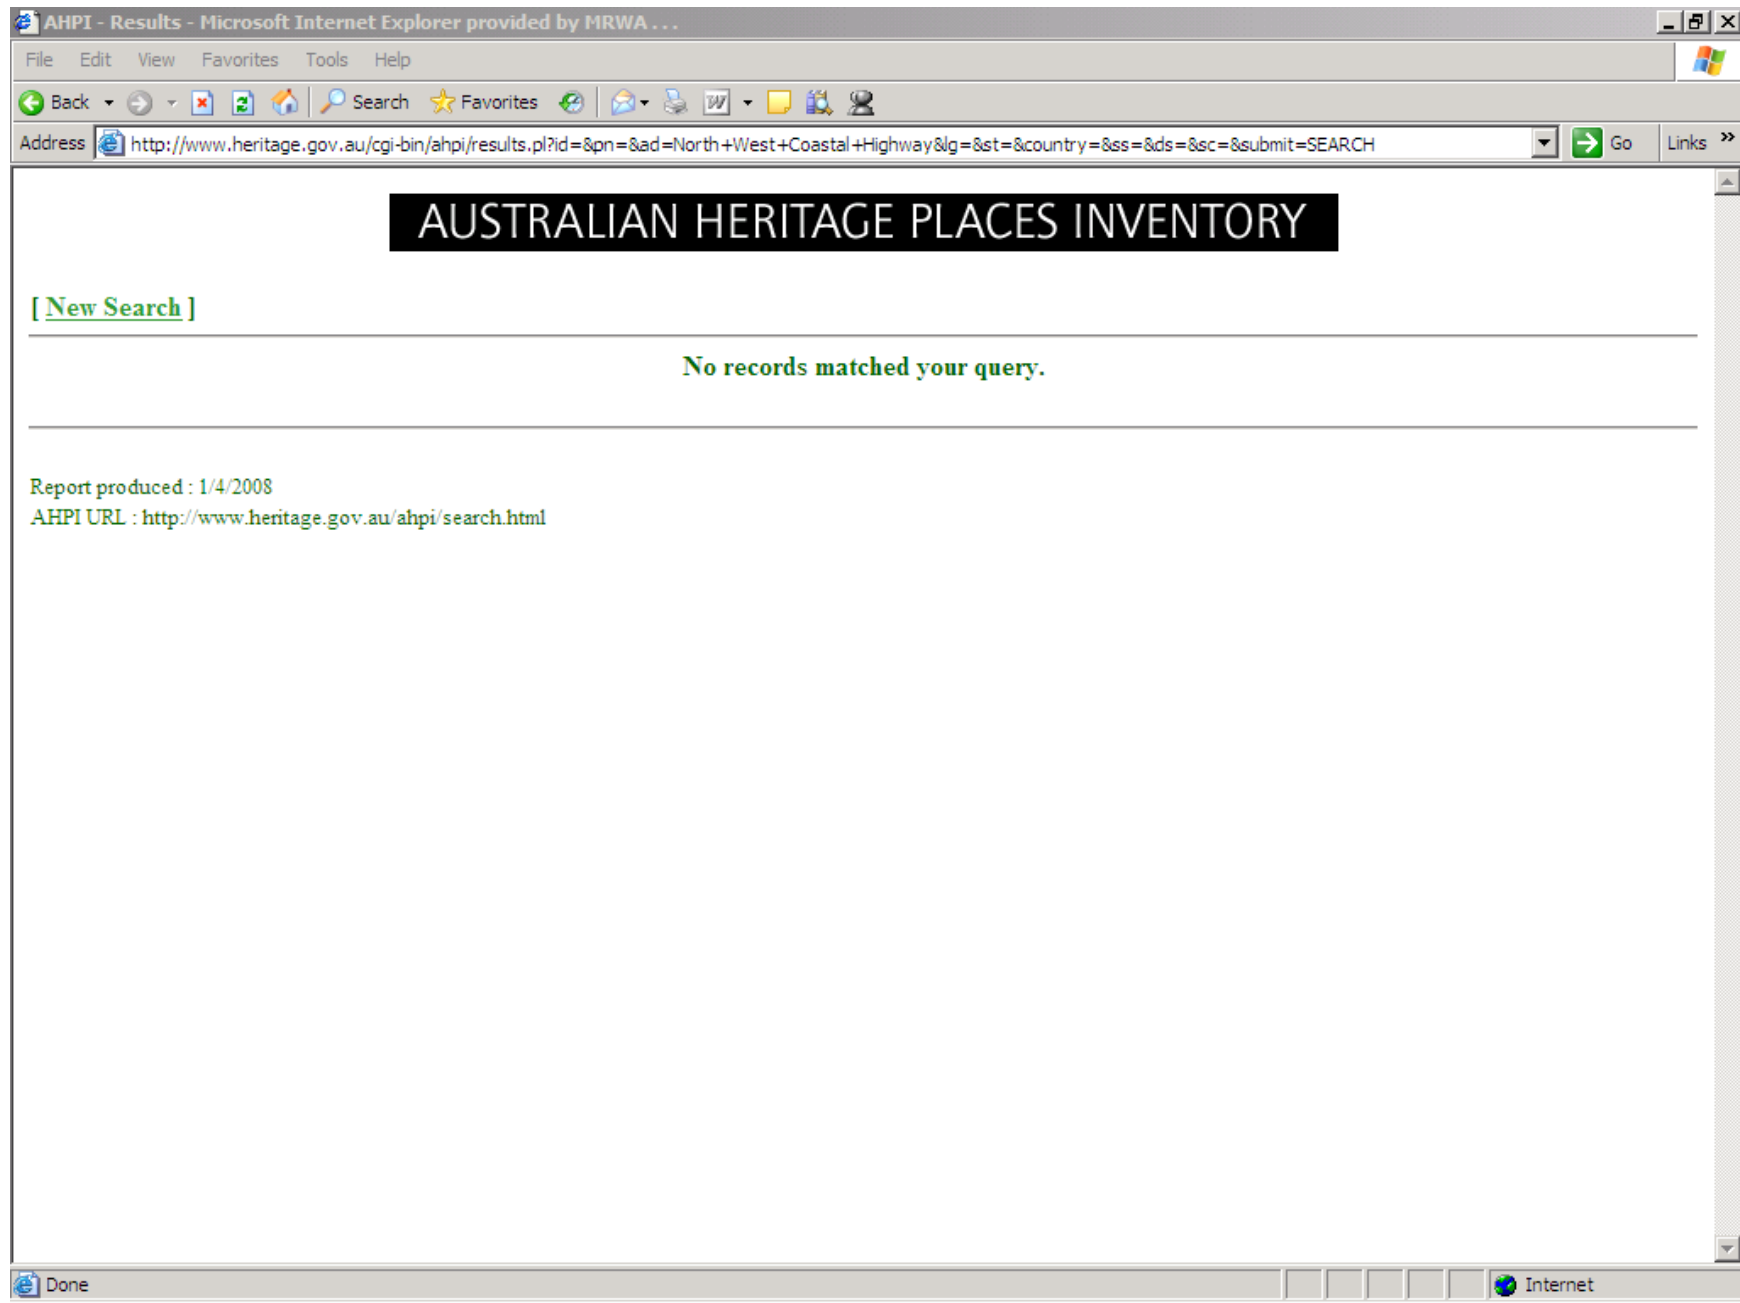 AHPI - Results - Microsoft Internet Explorer provided by MRWA . . .
File Edit View Favorites Tools Help
Back Search Favorites
Address http://www.heritage.gov.au/cgi-bin/ahpi/results.pl?id=&pn=&ad=North+West+Coastal+Highway&lg=&st=&country=&ss=&ds=&sc=&submit=SEARCH Go Links »
AUSTRALIAN HERITAGE PLACES INVENTORY
[ New Search ]
No records matched your query.
Report produced : 1/4/2008
AHPI URL : http://www.heritage.gov.au/ahpi/search.html
Done Internet